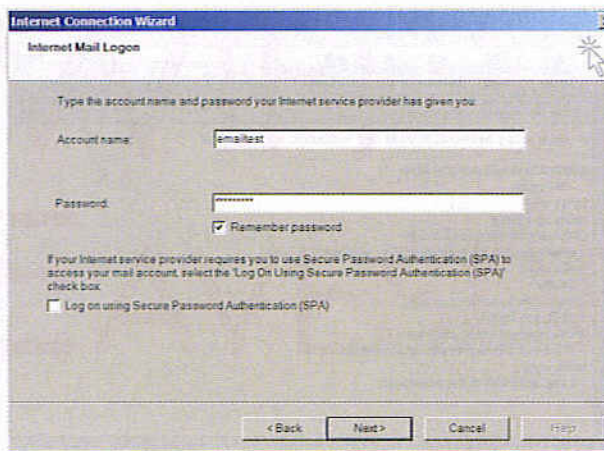 Internet Connection Wizard
Internet Mail Logon
Type the account name and password your Internet service provider has given you.
Account name:
emailtest
Password:
********
Remember password
If your Internet service provider requires you to use Secure Password Authentication (SPA) to
access your mail account, select the 'Log On Using Secure Password Authentication (SPA)'
check box.
Log on using Secure Password Authentication (SPA)
< Back
Next >
Cancel
Help